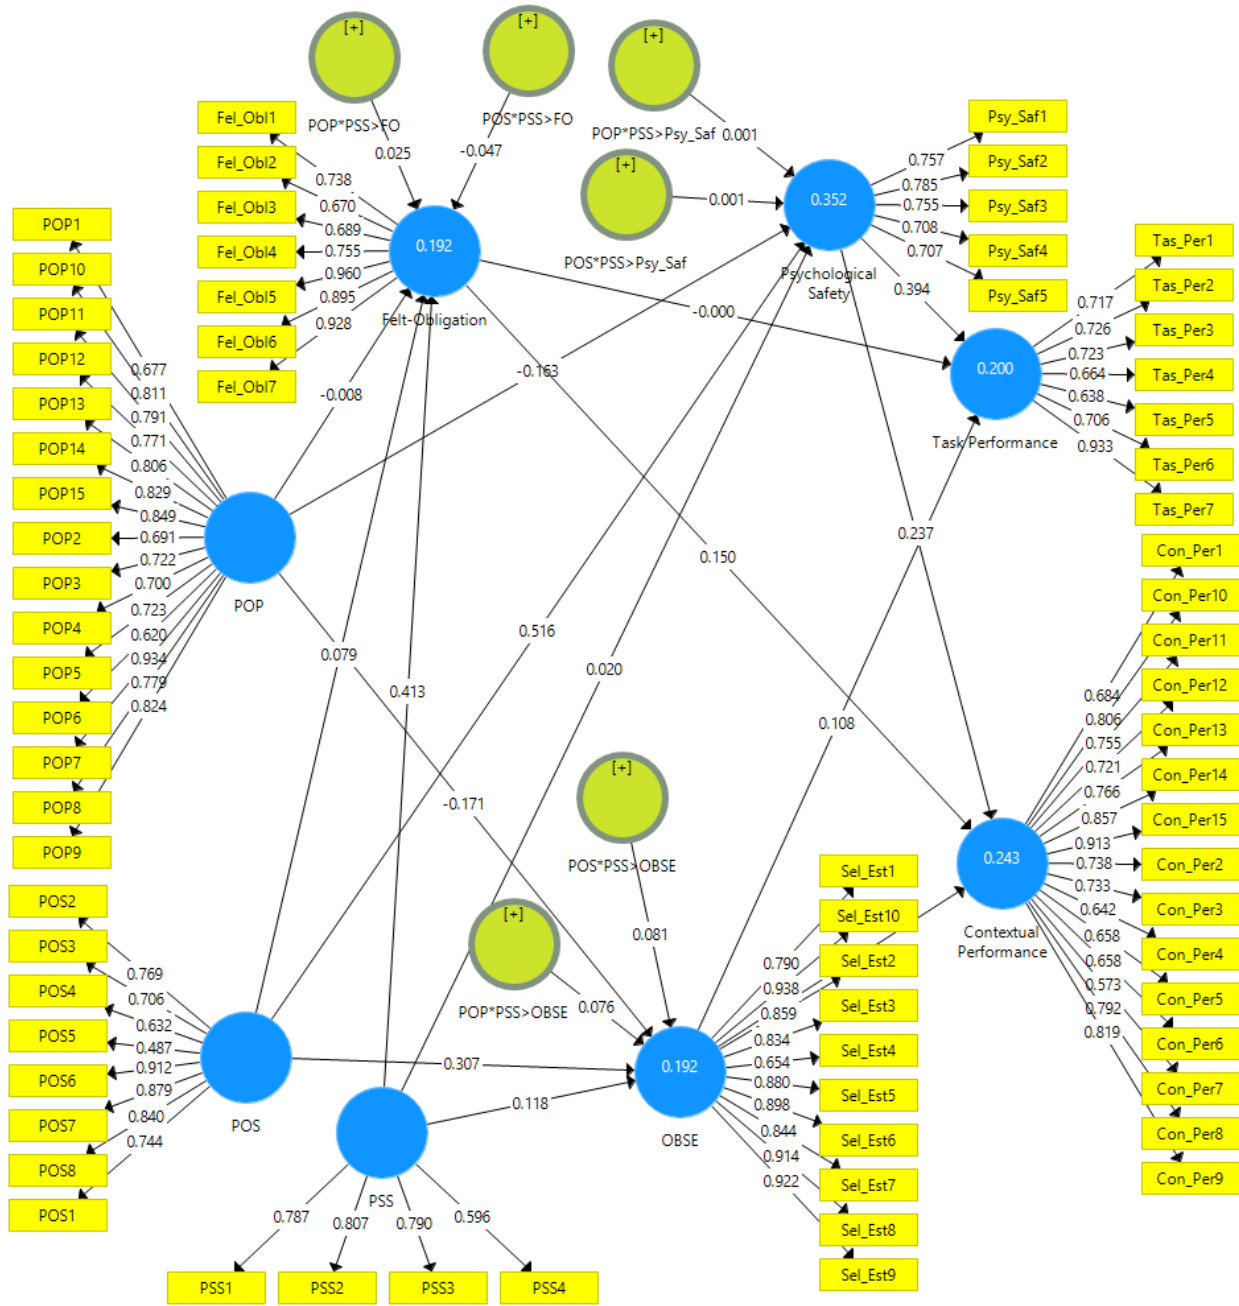 [+]
[+]
[+]
POP*PSS>FO
POS*PSS>FO
POP*PSS>Psy_Saf
0.001
0.025
-0.047
[+]
0.001
POS*PSS>Psy_Saf
Fel_Obl1
Fel_Obl2
Fel_Obl3
Fel_Obl4
Fel_Obl5
Fel_Obl6
Fel_Obl7
0.738
0.670
0.689
0.755
0.960
0.895
0.928
0.192
Felt-Obligation
0.352
Psychological
Safety
0.757
0.785
0.755
0.708
0.707
Psy_Saf1
Psy_Saf2
Psy_Saf3
Psy_Saf4
Psy_Saf5
0.394
-0.000
0.200
Task Performance
0.717
0.726
0.723
0.664
0.638
0.706
0.933
Tas_Per1
Tas_Per2
Tas_Per3
Tas_Per4
Tas_Per5
Tas_Per6
Tas_Per7
POP1
POP10
POP11
POP12
POP13
POP14
POP15
POP2
POP3
POP4
POP5
POP6
POP7
POP8
POP9
0.677
0.811
0.791
0.771
0.806
0.829
0.849
0.691
0.722
0.700
0.723
0.620
0.934
0.779
0.824
POP
-0.008
-0.163
0.237
0.150
0.516
0.079
0.020
0.413
0.108
-0.171
[+]
POS*PSS>OBSE
0.081
[+]
POP*PSS>OBSE
0.076
POS2
POS3
POS4
POS5
POS6
POS7
POS8
POS1
0.769
0.706
0.632
0.487
0.912
0.879
0.840
0.744
POS
0.307
0.118
PSS
0.787
0.807
0.790
0.596
PSS1
PSS2
PSS3
PSS4
0.192
OBSE
0.790
0.938
0.859
0.834
0.654
0.880
0.898
0.844
0.914
0.922
Sel_Est1
Sel_Est10
Sel_Est2
Sel_Est3
Sel_Est4
Sel_Est5
Sel_Est6
Sel_Est7
Sel_Est8
Sel_Est9
0.243
Contextual
Performance
0.684
0.806
0.755
0.721
0.766
0.857
0.913
0.738
0.733
0.642
0.658
0.658
0.573
0.792
0.819
Con_Per1
Con_Per10
Con_Per11
Con_Per12
Con_Per13
Con_Per14
Con_Per15
Con_Per2
Con_Per3
Con_Per4
Con_Per5
Con_Per6
Con_Per7
Con_Per8
Con_Per9